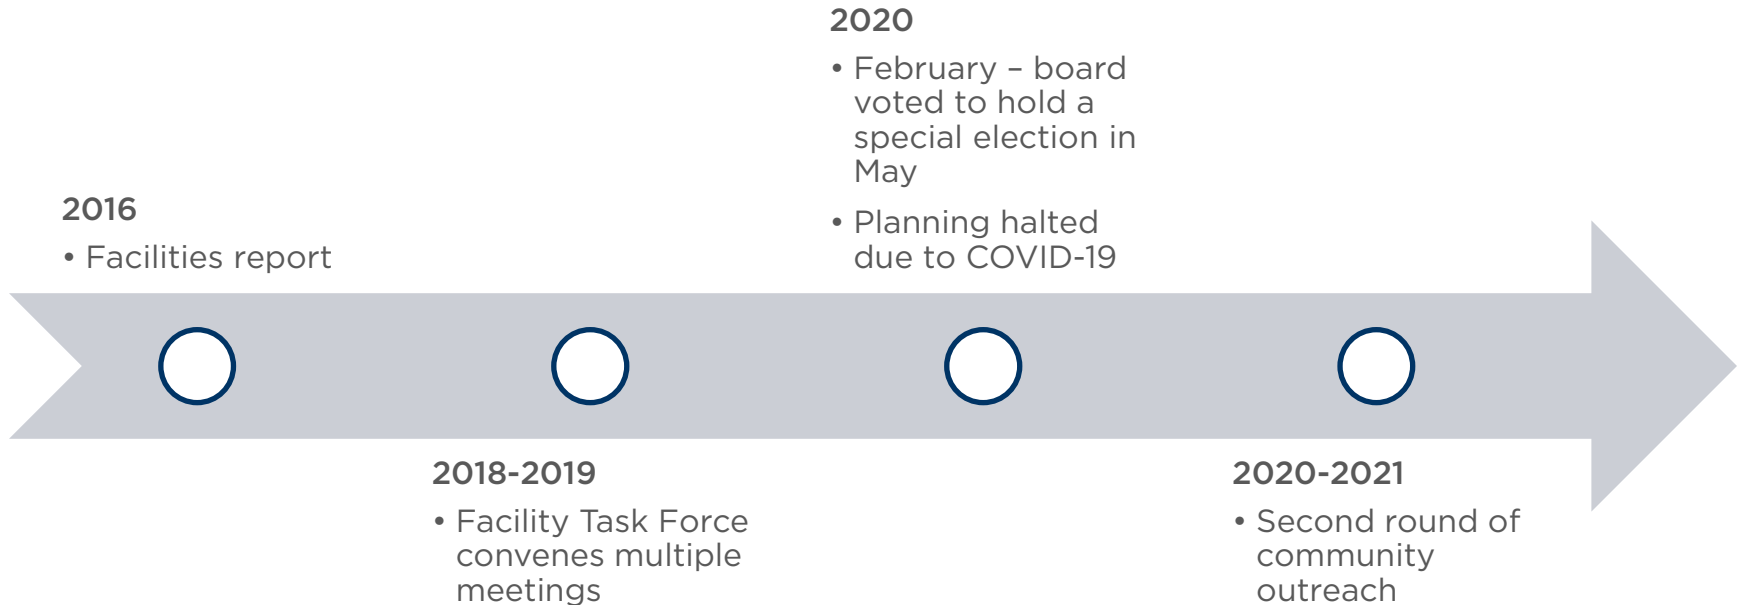 2016
• Facilities report
2018-2019
• Facility Task Force
convenes multiple
meetings
2020
• February – board
voted to hold a
special election in
May
• Planning halted
due to COVID-19
2020-2021
• Second round of
community
outreach